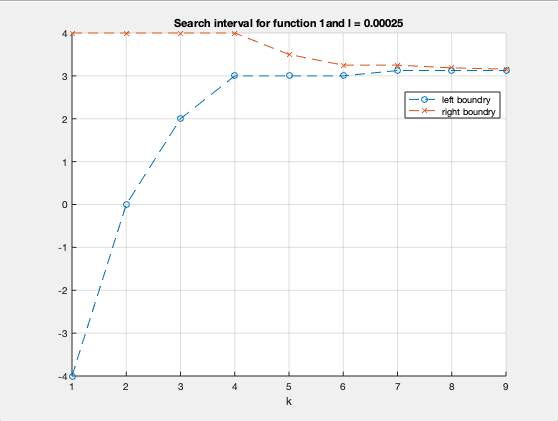 Search interval for function 1and l = 0.00025
4
3
2
1
0
-1
-2
-3
-4
left boundry
right boundry
1 2 3 4 5 6 7 8 9
k